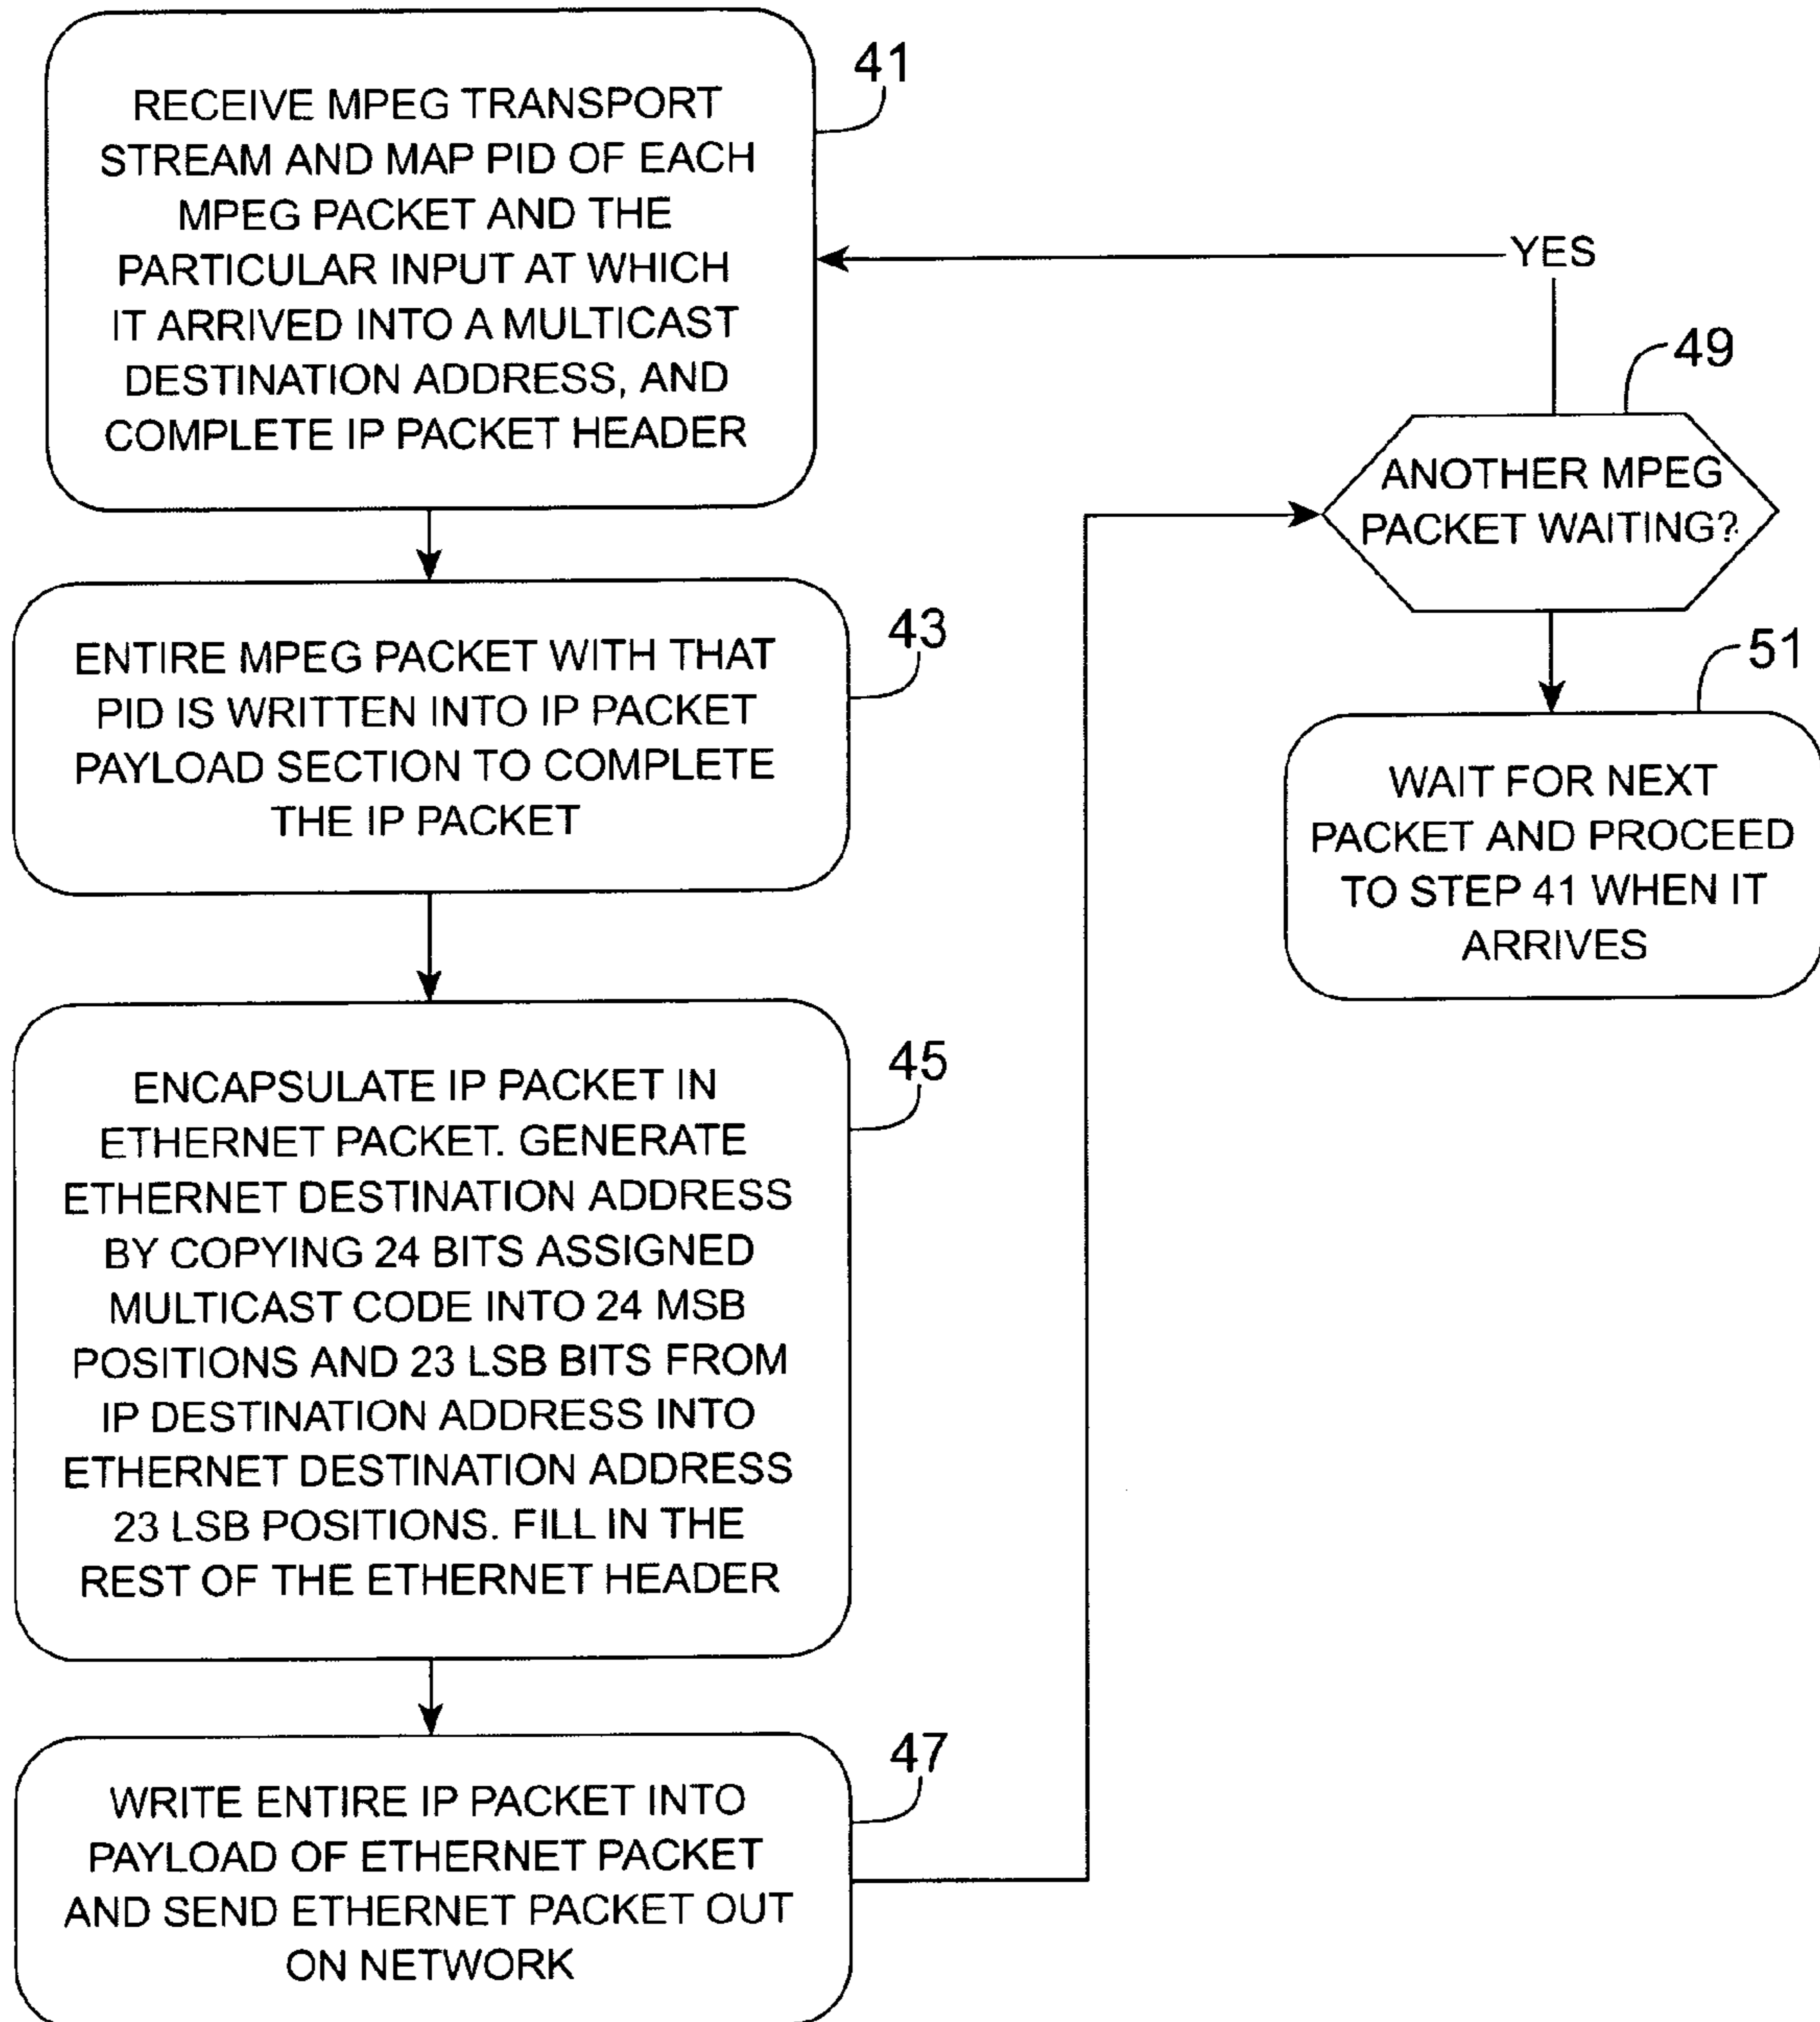 41
RECEIVE MPEG TRANSPORT
STREAM AND MAP PID OF EACH
MPEG PACKET AND THE
PARTICULAR INPUT AT WHICH
IT ARRIVED INTO A MULTICAST
DESTINATION ADDRESS, AND
COMPLETE IP PACKET HEADER
43
ENTIRE MPEG PACKET WITH THAT
PID IS WRITTEN INTO IP PACKET
PAYLOAD SECTION TO COMPLETE
THE IP PACKET
45
ENCAPSULATE IP PACKET IN
ETHERNET PACKET. GENERATE
ETHERNET DESTINATION ADDRESS
BY COPYING 24 BITS ASSIGNED
MULTICAST CODE INTO 24 MSB
POSITIONS AND 23 LSB BITS FROM
IP DESTINATION ADDRESS INTO
ETHERNET DESTINATION ADDRESS
23 LSB POSITIONS. FILL IN THE
REST OF THE ETHERNET HEADER
47
WRITE ENTIRE IP PACKET INTO
PAYLOAD OF ETHERNET PACKET
AND SEND ETHERNET PACKET OUT
ON NETWORK
YES
49
ANOTHER MPEG
PACKET WAITING?
51
WAIT FOR NEXT
PACKET AND PROCEED
TO STEP 41 WHEN IT
ARRIVES